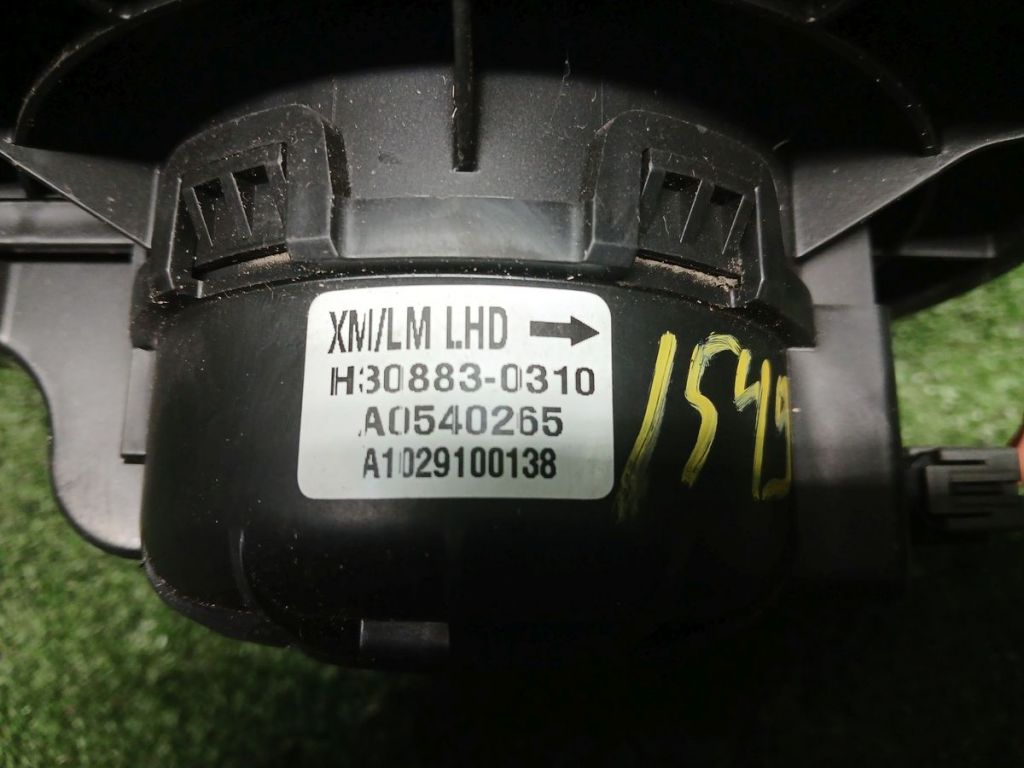 XM/LM LHD →
H30883-0310
A0540265
A1029100138
1549